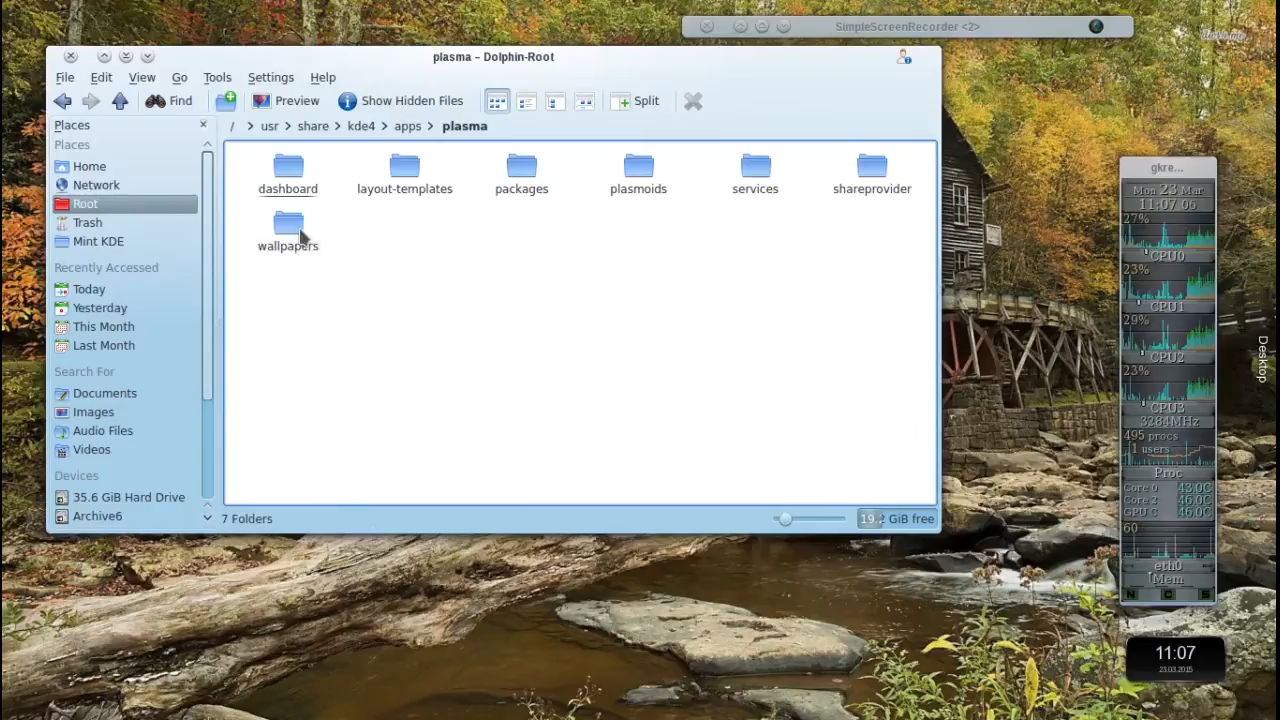 SimpleScreenRecorder <2>
plasma – Dolphin-Root
File Edit View Go Tools Settings Help
Find Preview Show Hidden Files Split
Places
/ > usr > share > kde4 > apps > plasma
Places
Home
Network
Root
Trash
Mint KDE
Recently Accessed
Today
Yesterday
This Month
Last Month
Search For
Documents
Images
Audio Files
Videos
Devices
35.6 GiB Hard Drive
Archive6
dashboard layout-templates packages plasmoids services shareprovider
wallpapers
7 Folders
GiB free
gkre...
Mon 23 Mar
11:07 06
27%
CPU0
23%
CPU1
29%
CPU2
23%
CPU3
3284MHz
495 procs
1 users
Proc
Core 0 43.0C
Core 2 46.0C
GPU C 46.0C
60
eth0
Mem
N C S
Desktop
11:07
23.03.2015